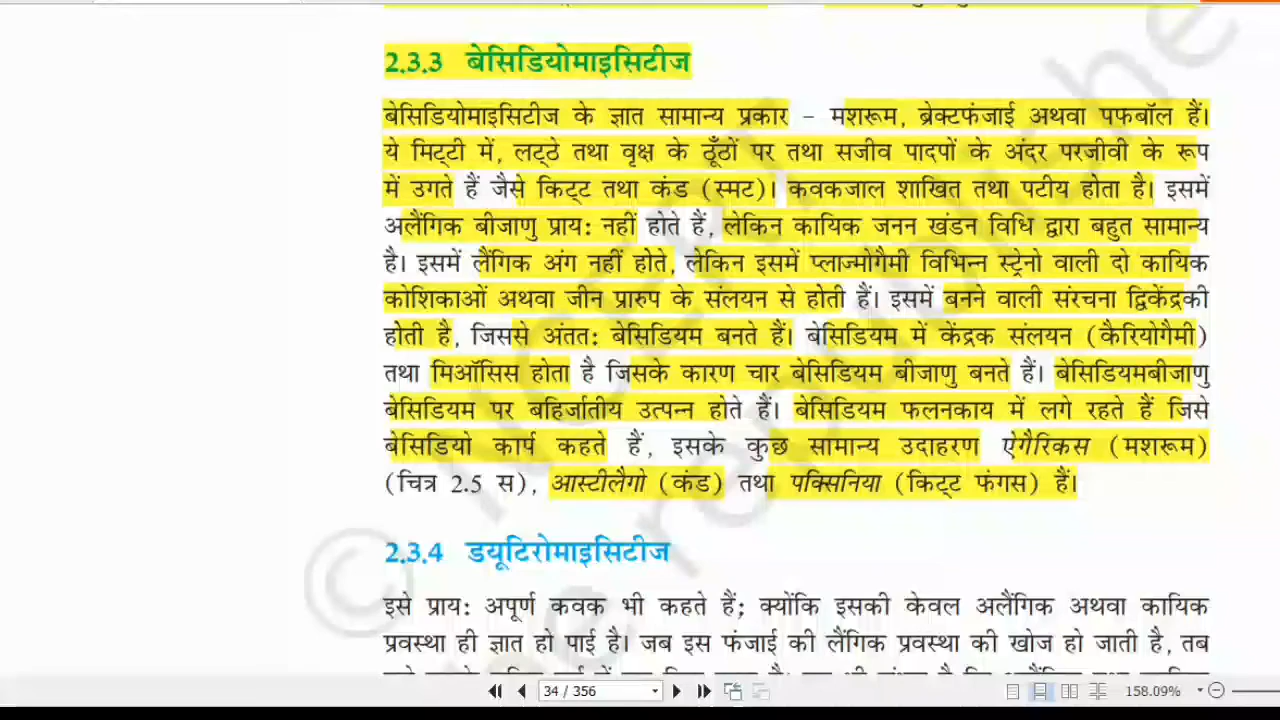 2.3.3 बेसिडियोमाइसिटीज
बेसिडियोमाइसिटीज के ज्ञात सामान्य प्रकार – मशरूम, ब्रेक्टफंजाई अथवा पफबॉल हैं।
ये मिट्टी में, लट्ठे तथा वृक्ष के ठूँठों पर तथा सजीव पादपों के अंदर परजीवी के रूप
में उगते हैं जैसे किट्ट तथा कंड (स्मट)। कवकजाल शाखित तथा पटीय होता है। इसमें
अलैंगिक बीजाणु प्राय: नहीं होते हैं, लेकिन कायिक जनन खंडन विधि द्वारा बहुत सामान्य
है। इसमें लैंगिक अंग नहीं होते, लेकिन इसमें प्लाज्मोगैमी विभिन्न स्ट्रेनो वाली दो कायिक
कोशिकाओं अथवा जीन प्रारुप के संलयन से होती हैं। इसमें बनने वाली संरचना द्विकेंद्रकी
होती है, जिससे अंतत: बेसिडियम बनते हैं। बेसिडियम में केंद्रक संलयन (कैरियोगैमी)
तथा मिऑसिस होता है जिसके कारण चार बेसिडियम बीजाणु बनते हैं। बेसिडियमबीजाणु
बेसिडियम पर बहिर्जातीय उत्पन्न होते हैं। बेसिडियम फलनकाय में लगे रहते हैं जिसे
बेसिडियो कार्प कहते हैं, इसके कुछ सामान्य उदाहरण ऐगैरिकस (मशरूम)
(चित्र 2.5 स), आस्टीलैगो (कंड) तथा पक्सिनिया (किट्ट फंगस) हैं।
2.3.4 डयूटिरोमाइसिटीज
इसे प्राय: अपूर्ण कवक भी कहते हैं; क्योंकि इसकी केवल अलैंगिक अथवा कायिक
प्रवस्था ही ज्ञात हो पाई है। जब इस फंजाई की लैंगिक प्रवस्था की खोज हो जाती है, तब
34 / 356
158.09%